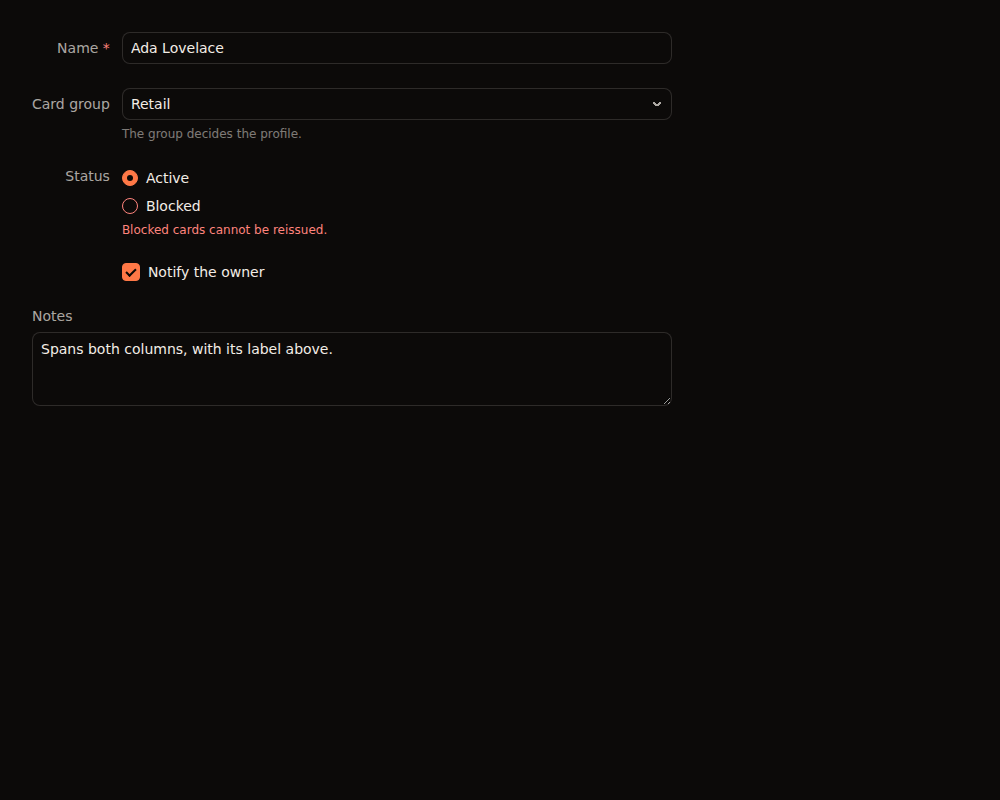 Name *
Ada Lovelace
Card group
Retail
The group decides the profile.
Status
Active
Blocked
Blocked cards cannot be reissued.
Notify the owner
Notes
Spans both columns, with its label above.